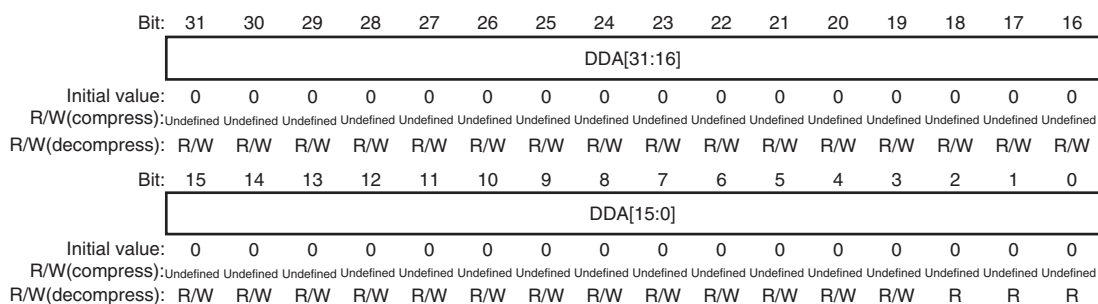 Bit: 31 30 29 28 27 26 25 24 23 22 21 20 19 18 17 16
DDA[31:16]
Initial value: 0 0 0 0 0 0 0 0 0 0 0 0 0 0 0 0
R/W(compress): Undefined Undefined Undefined Undefined Undefined Undefined Undefined Undefined Undefined Undefined Undefined Undefined Undefined Undefined Undefined Undefined
R/W(decompress): R/W R/W R/W R/W R/W R/W R/W R/W R/W R/W R/W R/W R/W R/W R/W R/W
Bit: 15 14 13 12 11 10 9 8 7 6 5 4 3 2 1 0
DDA[15:0]
Initial value: 0 0 0 0 0 0 0 0 0 0 0 0 0 0 0 0
R/W(compress): Undefined Undefined Undefined Undefined Undefined Undefined Undefined Undefined Undefined Undefined Undefined Undefined Undefined Undefined Undefined Undefined
R/W(decompress): R/W R/W R/W R/W R/W R/W R/W R/W R/W R/W R/W R/W R/W R R R